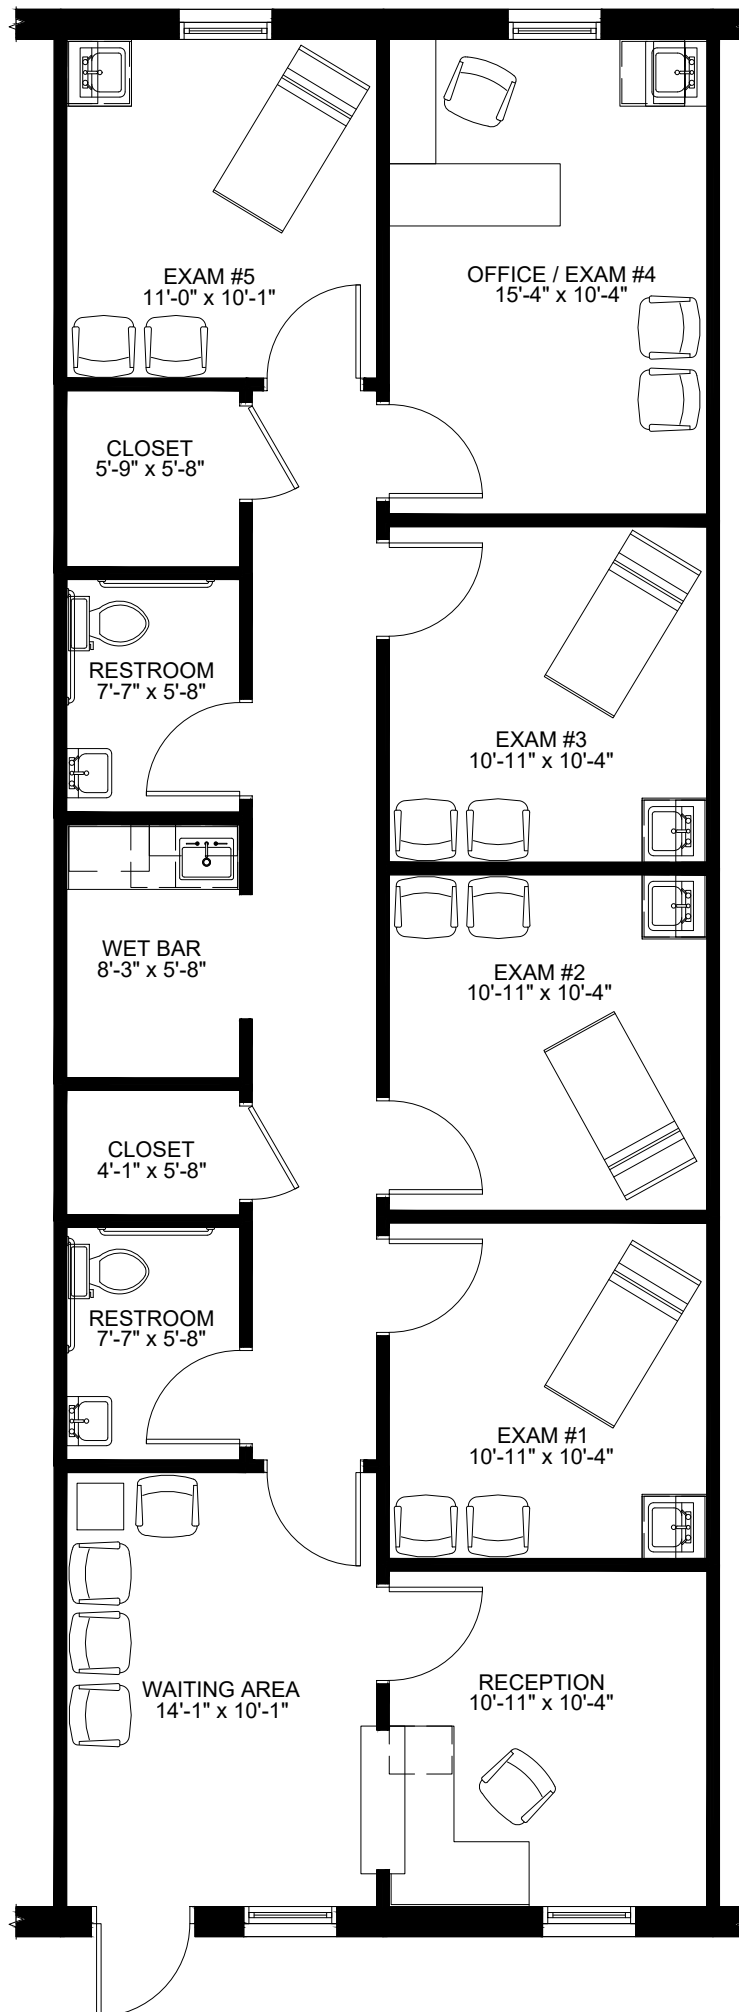 EXAM #5
11'-0" x 10'-1"
OFFICE / EXAM #4
15'-4" x 10'-4"
CLOSET
5'-9" x 5'-8"
RESTROOM
7'-7" x 5'-8"
EXAM #3
10'-11" x 10'-4"
WET BAR
8'-3" x 5'-8"
EXAM #2
10'-11" x 10'-4"
CLOSET
4'-1" x 5'-8"
RESTROOM
7'-7" x 5'-8"
EXAM #1
10'-11" x 10'-4"
WAITING AREA
14'-1" x 10'-1"
RECEPTION
10'-11" x 10'-4"